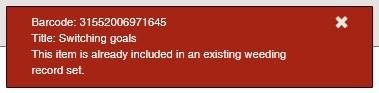 Barcode: 31552006971645
Title: Switching goals
This item is already included in an existing weeding
record set.